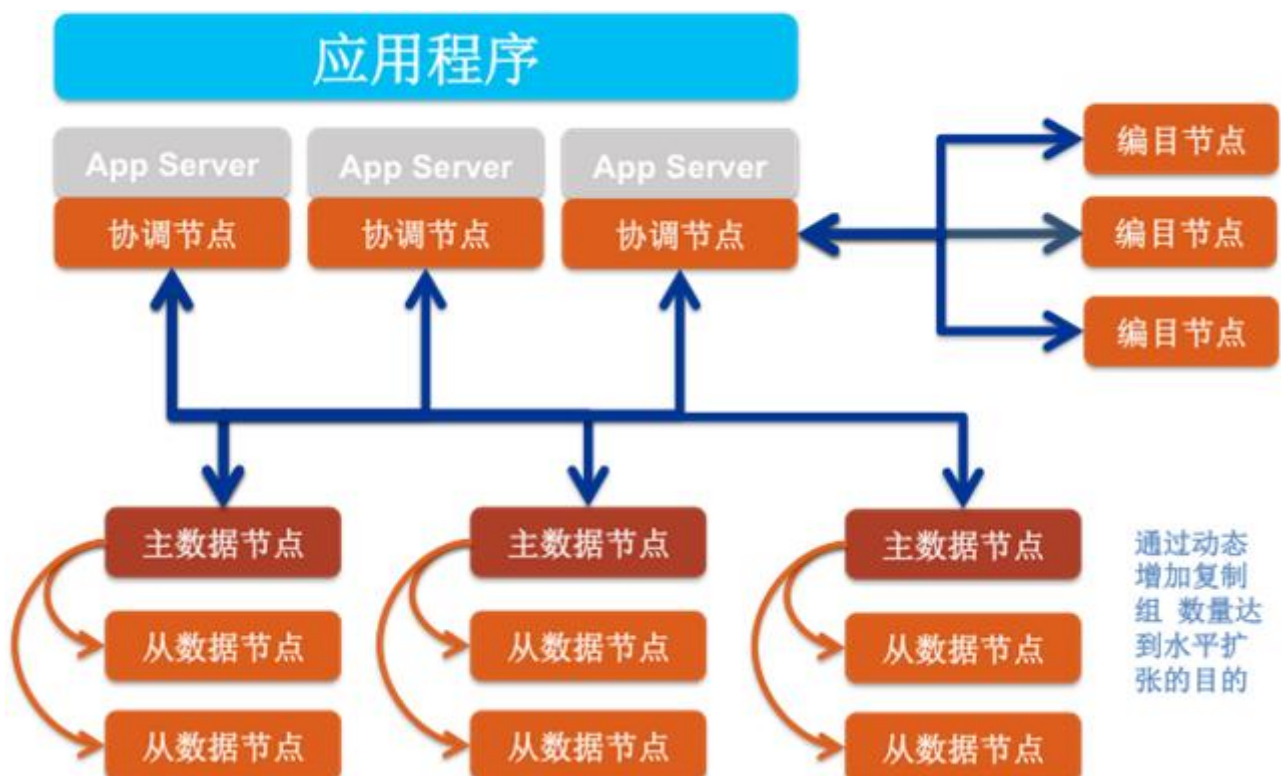 应用程序
App Server
App Server
App Server
协调节点
协调节点
协调节点
编目节点
编目节点
编目节点
主数据节点
主数据节点
主数据节点
从数据节点
从数据节点
从数据节点
从数据节点
从数据节点
从数据节点
通过动态
增加复制
组 数量达
到水平扩
张的目的